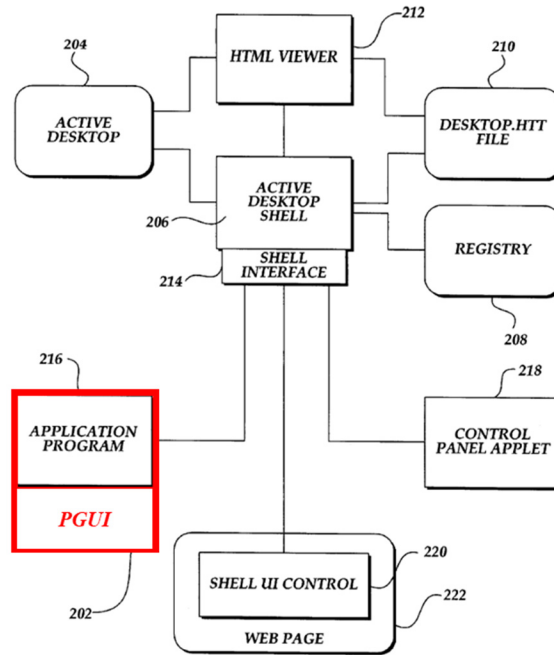 212
204
HTML VIEWER
210
ACTIVE
DESKTOP
DESKTOP.HTT
FILE
ACTIVE
DESKTOP
SHELL
206
214
SHELL
INTERFACE
REGISTRY
208
216
218
APPLICATION
PROGRAM
CONTROL
PANEL APPLET
PGUI
202
220
SHELL UI CONTROL
222
WEB PAGE